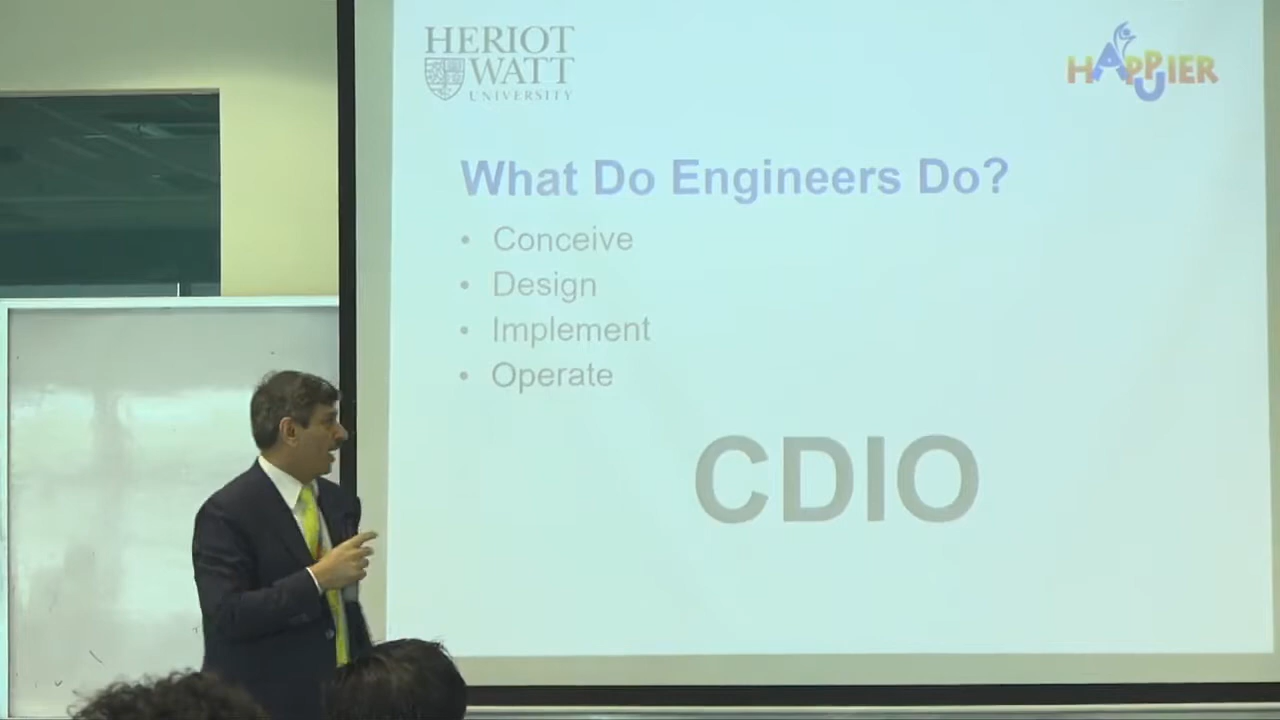 HERIOT
WATT
UNIVERSITY
HAPPIER
U
What Do Engineers Do?
• Conceive
• Design
• Implement
• Operate
CDIO